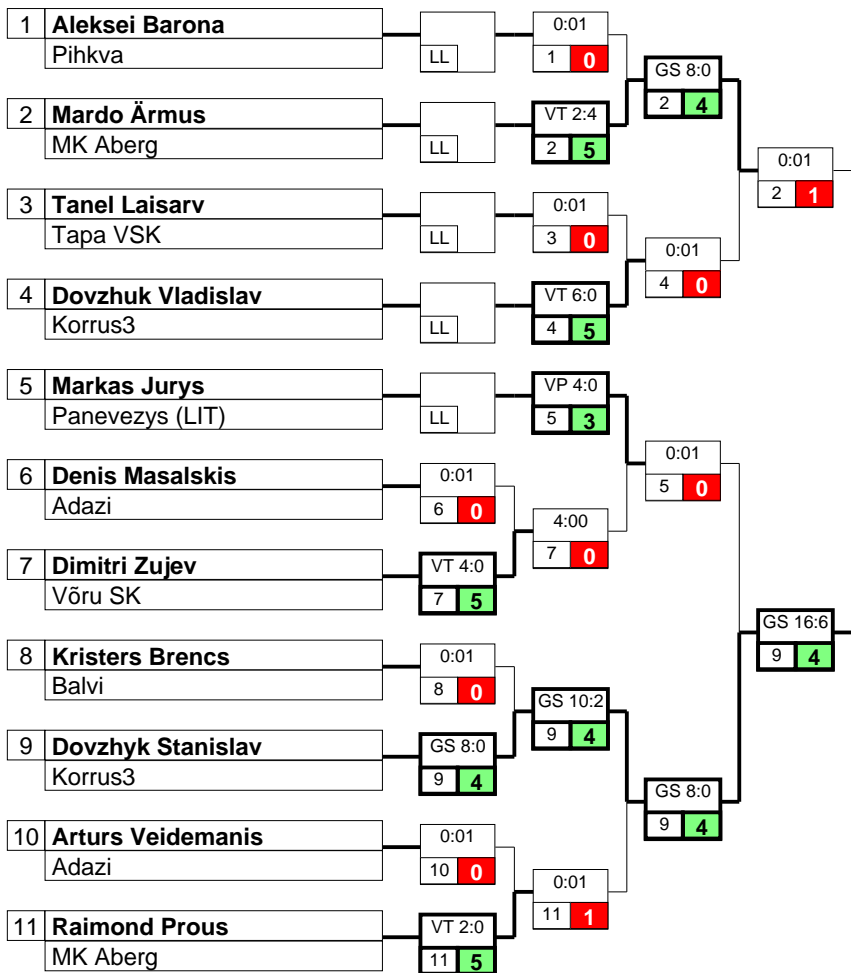 1 Aleksei Barona
Pihkva
LL
0:01
1 0
GS 8:0
2 4
2 Mardo Ärmus
MK Aberg
LL
VT 2:4
2 5
0:01
2 1
3 Tanel Laisarv
Tapa VSK
LL
0:01
3 0
0:01
4 0
4 Dovzhuk Vladislav
Korrus3
LL
VT 6:0
4 5
5 Markas Jurys
Panevezys (LIT)
LL
VP 4:0
5 3
0:01
5 0
6 Denis Masalskis
Adazi
0:01
6 0
4:00
7 0
7 Dimitri Zujev
Võru SK
VT 4:0
7 5
GS 16:6
9 4
8 Kristers Brencs
Balvi
0:01
8 0
GS 10:2
9 4
9 Dovzhyk Stanislav
Korrus3
GS 8:0
9 4
GS 8:0
9 4
10 Arturs Veidemanis
Adazi
0:01
10 0
0:01
11 1
11 Raimond Prous
MK Aberg
VT 2:0
11 5